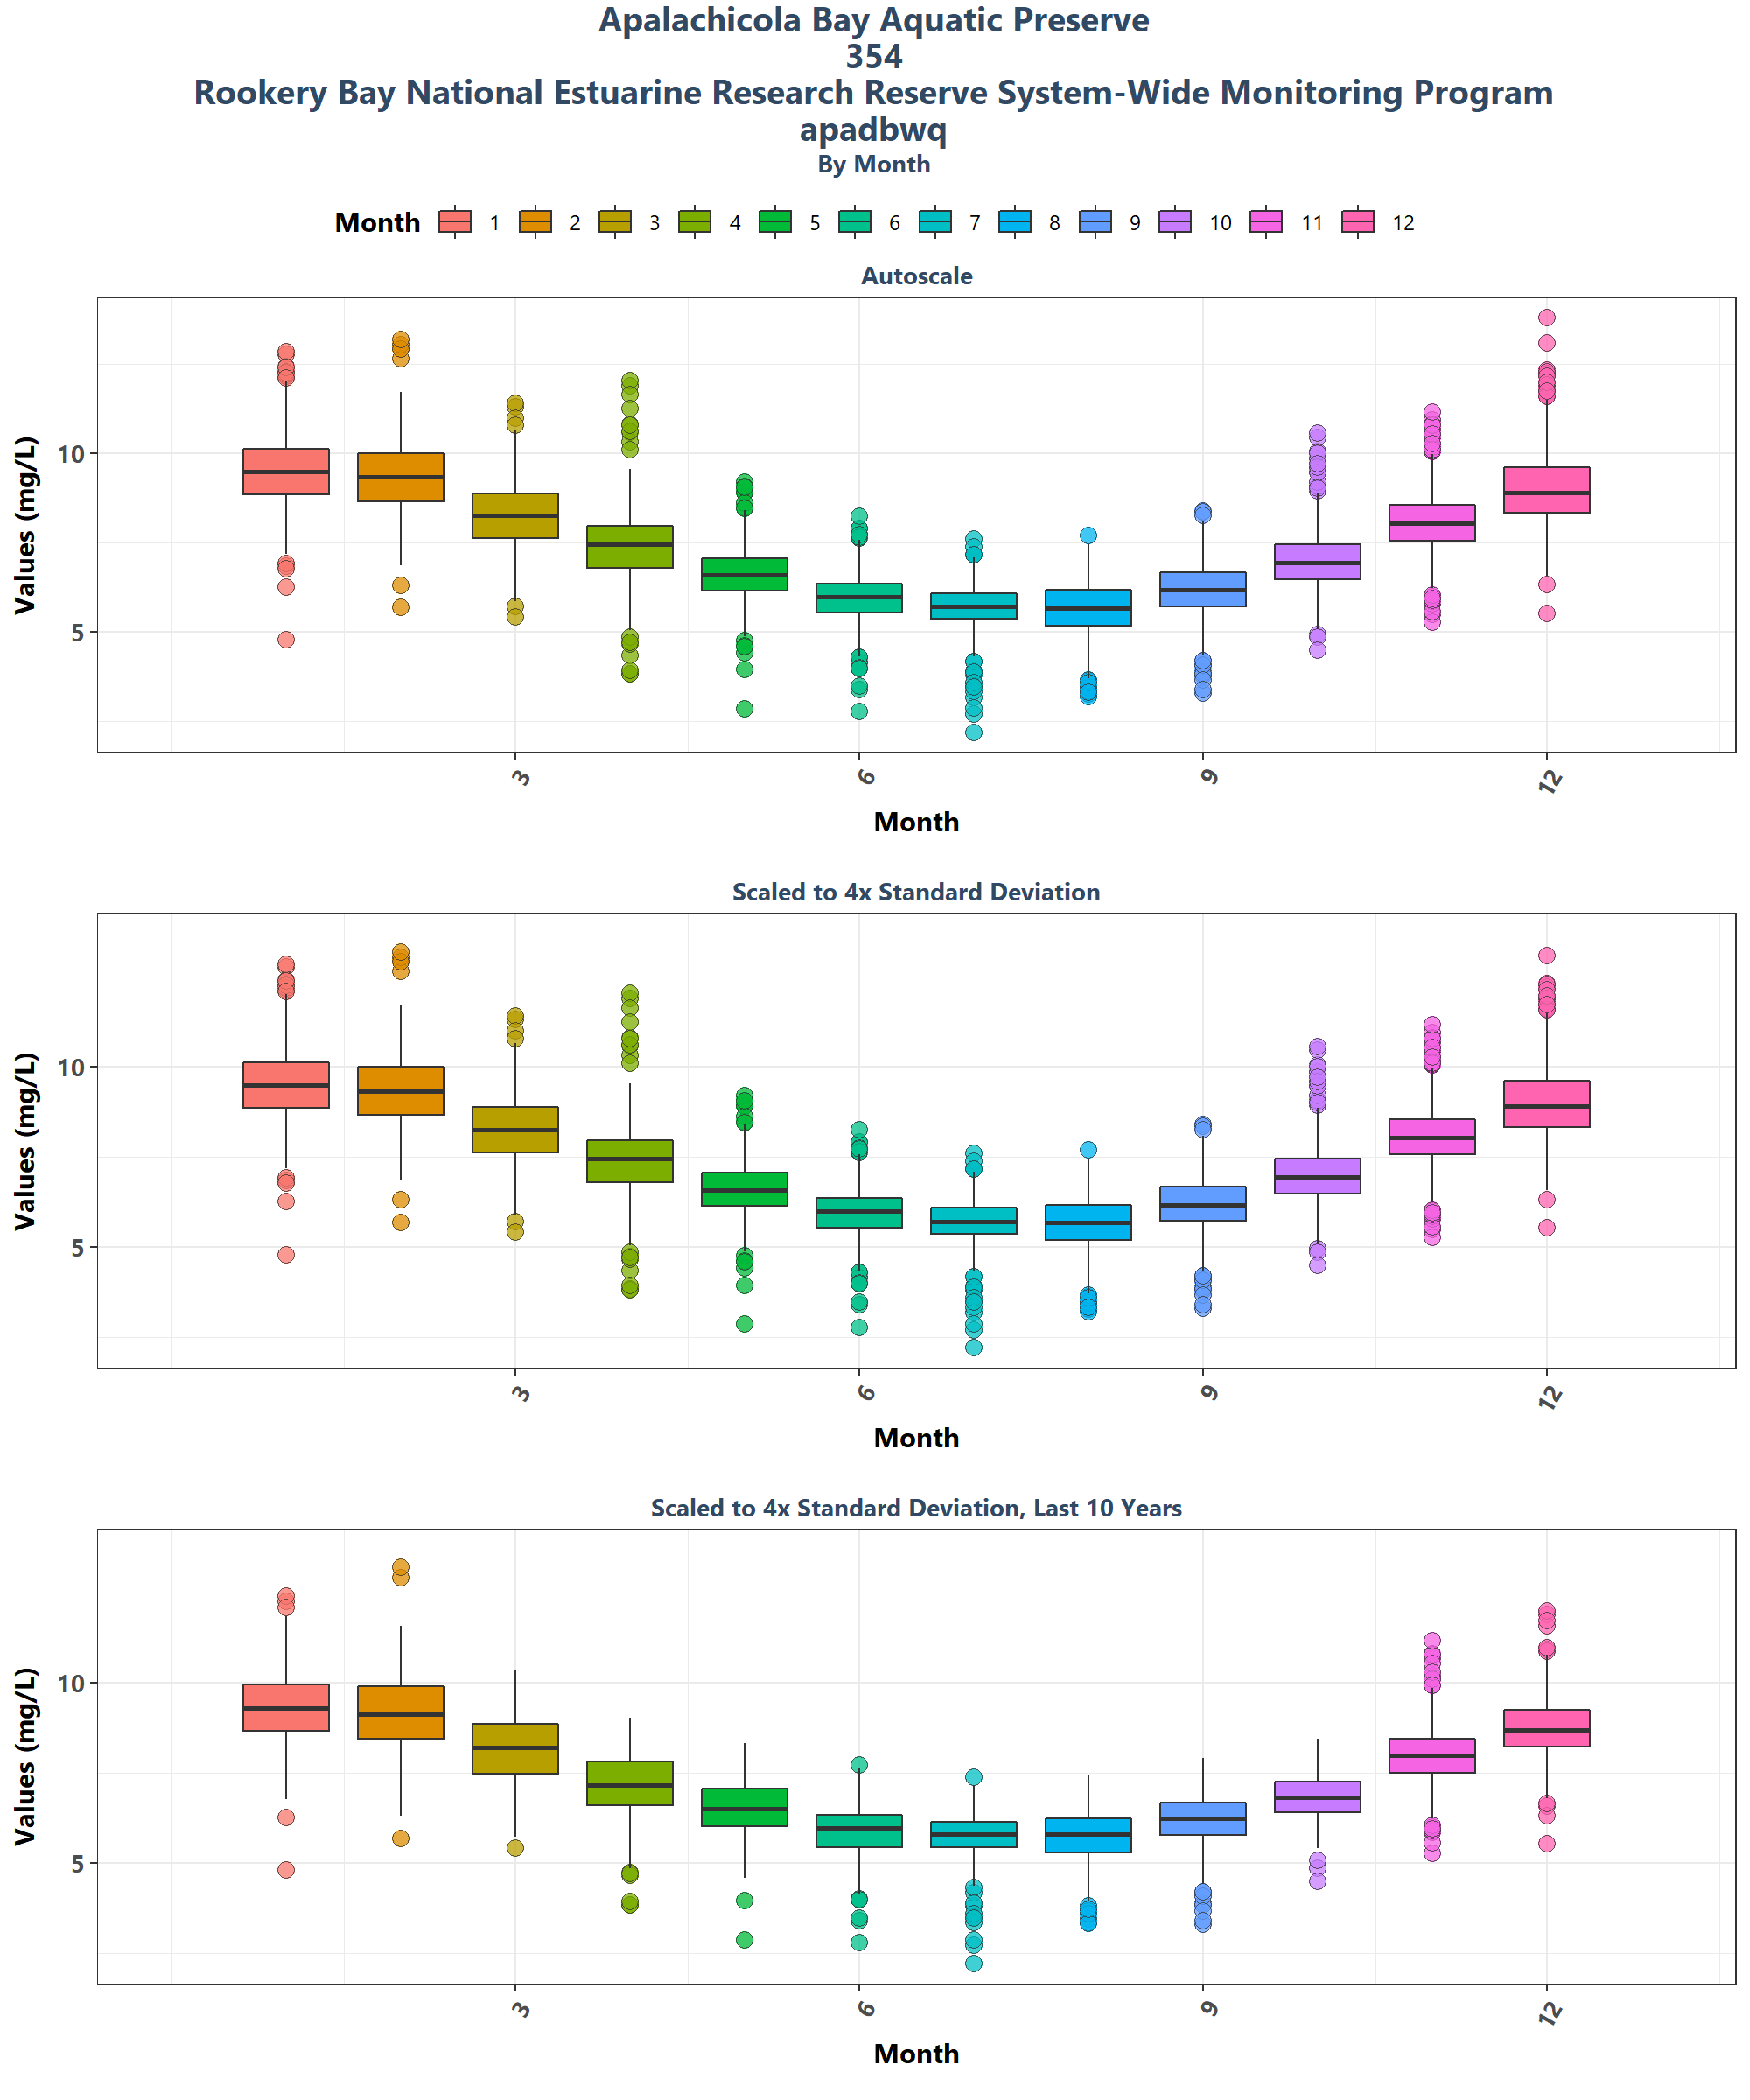 Apalachicola Bay Aquatic Preserve
354
Rookery Bay National Estuarine Research Reserve System-Wide Monitoring Program
apadbwq
By Month
Month 1 2 3 4 5 6 7 8 9 10 11 12
Autoscale
Values (mg/L)
10
5
3 6 9 12
Month
Scaled to 4x Standard Deviation
Values (mg/L)
10
5
3 6 9 12
Month
Scaled to 4x Standard Deviation, Last 10 Years
Values (mg/L)
10
5
3 6 9 12
Month